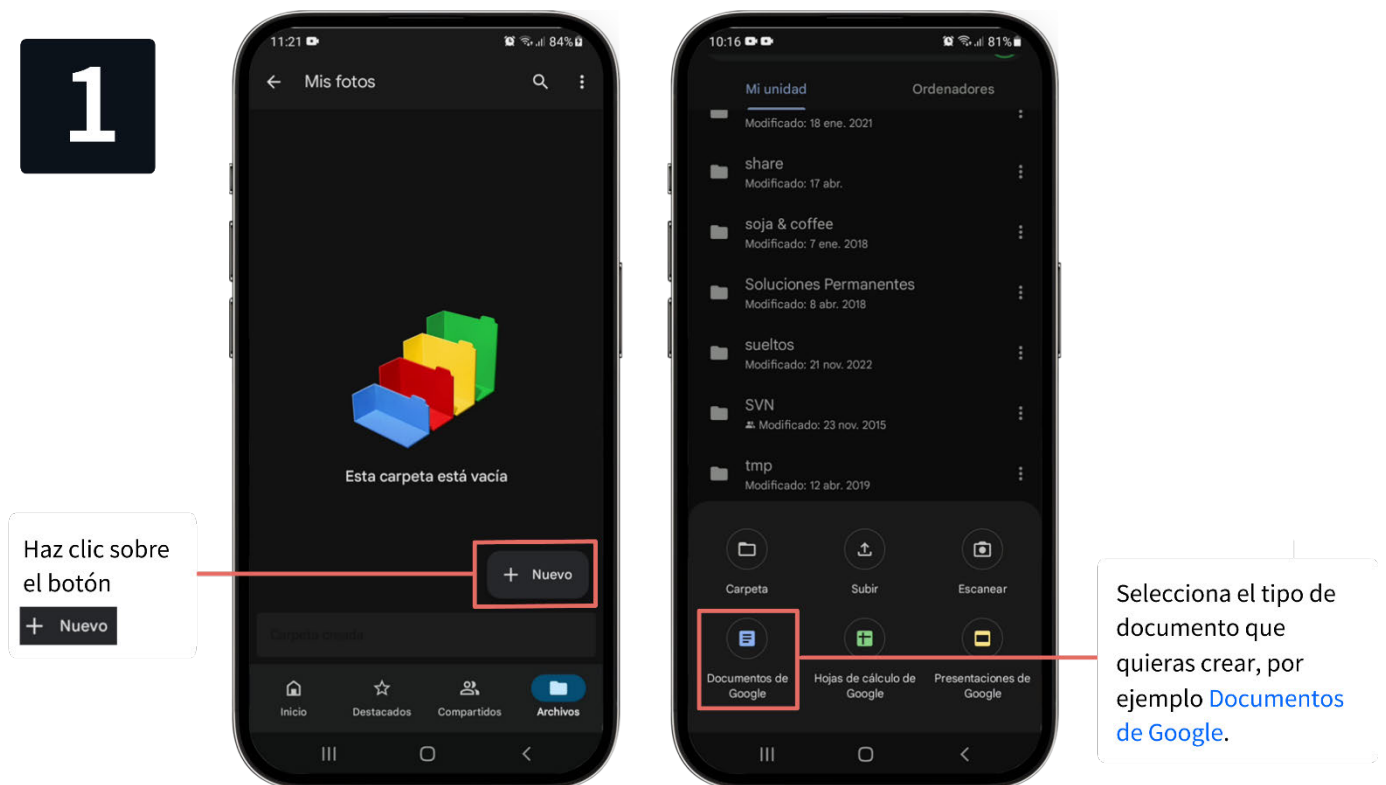 1
11:21
84%
Mis fotos
Esta carpeta está vacía
+ Nuevo
Carpeta creada
Inicio
Destacados
Compartidos
Archivos
Haz clic sobre
el botón
+ Nuevo
10:16
81%
Mi unidad
Ordenadores
Modificado: 18 ene. 2021
share
Modificado: 17 abr.
soja & coffee
Modificado: 7 ene. 2018
Soluciones Permanentes
Modificado: 8 abr. 2018
sueltos
Modificado: 21 nov. 2022
SVN
Modificado: 23 nov. 2015
tmp
Modificado: 12 abr. 2019
Carpeta
Subir
Escanear
Documentos de
Google
Hojas de cálculo de
Google
Presentaciones de
Google
Selecciona el tipo de
documento que
quieras crear, por
ejemplo Documentos
de Google.